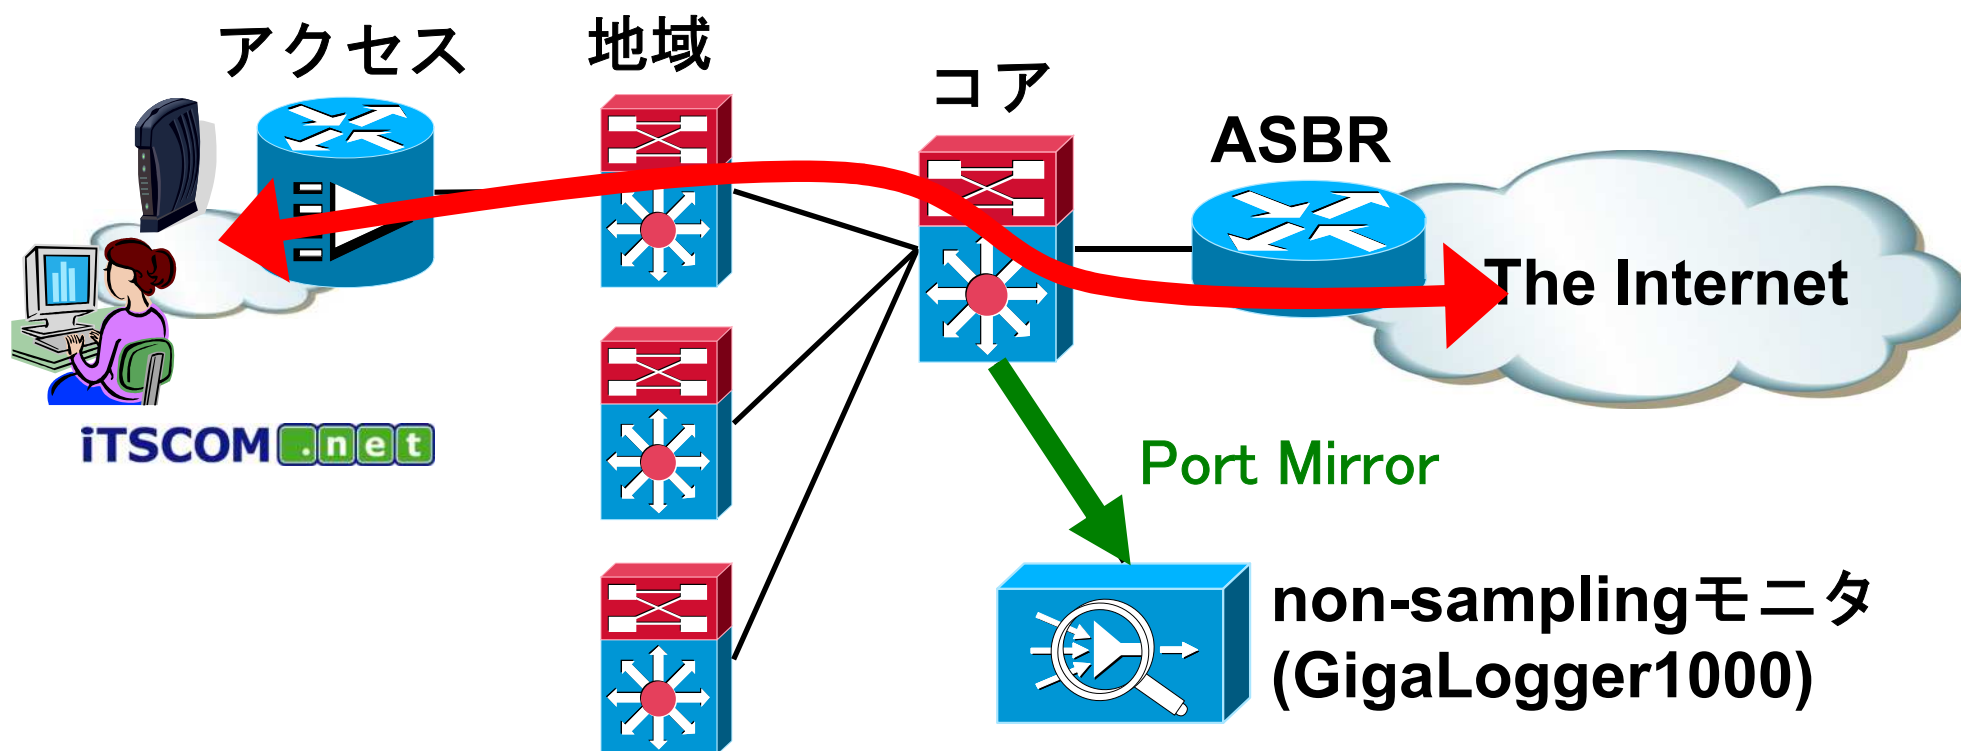 アクセス
地域
コア
ASBR
The Internet
iTSCOM.net
Port Mirror
non-samplingモニタ
(GigaLogger1000)